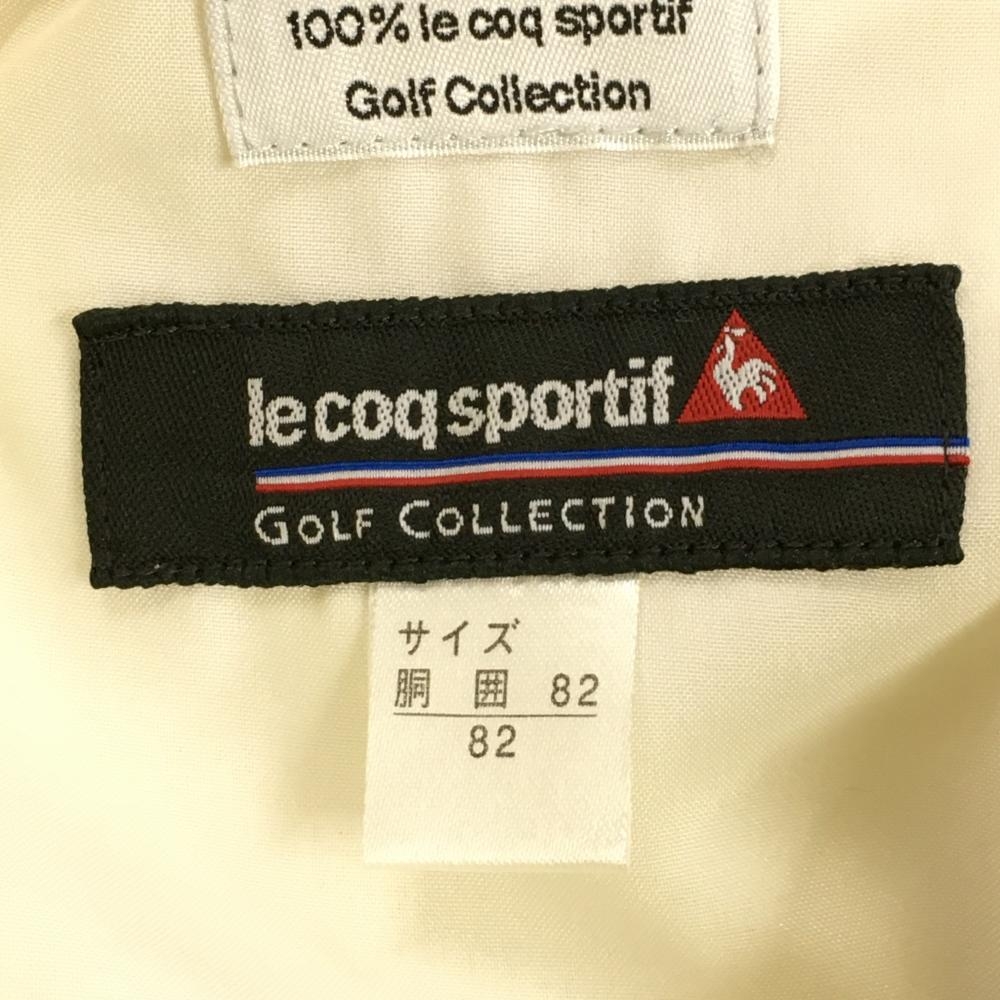 100% le coq sportif
Golf Collection
le coq sportif
GOLF COLLECTION
サイズ
胴 囲 82
82